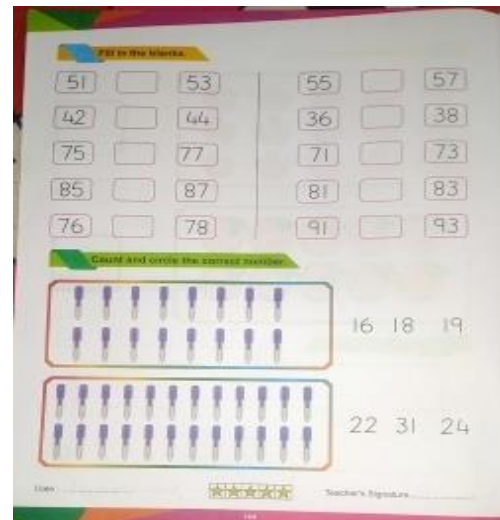 Fill in the blanks.
51 53 55 57
42 44 36 38
75 77 71 73
85 87 81 83
76 78 91 93
Count and circle the correct number.
16 18 19
22 31 24
Date
Teacher's Signature